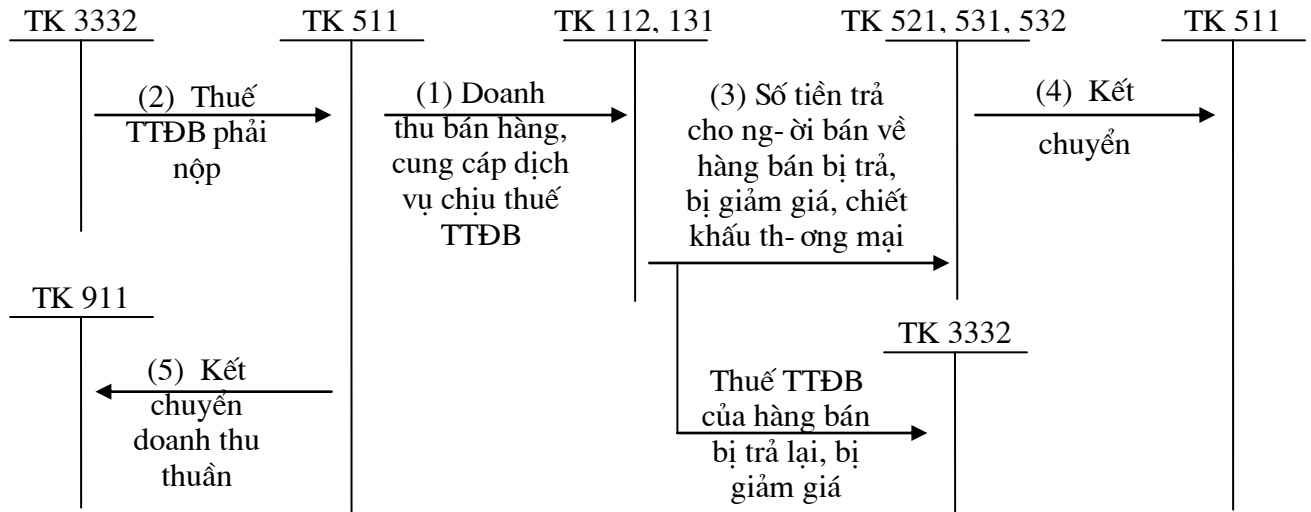 TK 3332
TK 511
TK 112, 131
TK 521, 531, 532
TK 511
(2) Thuế
TTĐB phải
nộp
(1) Doanh
thu bán hàng,
cung cáp dịch
vụ chịu thuế
TTĐB
(3) Số tiền trả
cho ng- ời bán về
hàng bán bị trả,
bị giảm giá, chiết
khấu th- ơng mại
(4) Kết
chuyển
TK 911
(5) Kết
chuyển
doanh thu
thuần
TK 3332
Thuế TTĐB
của hàng bán
bị trả lại, bị
giảm giá